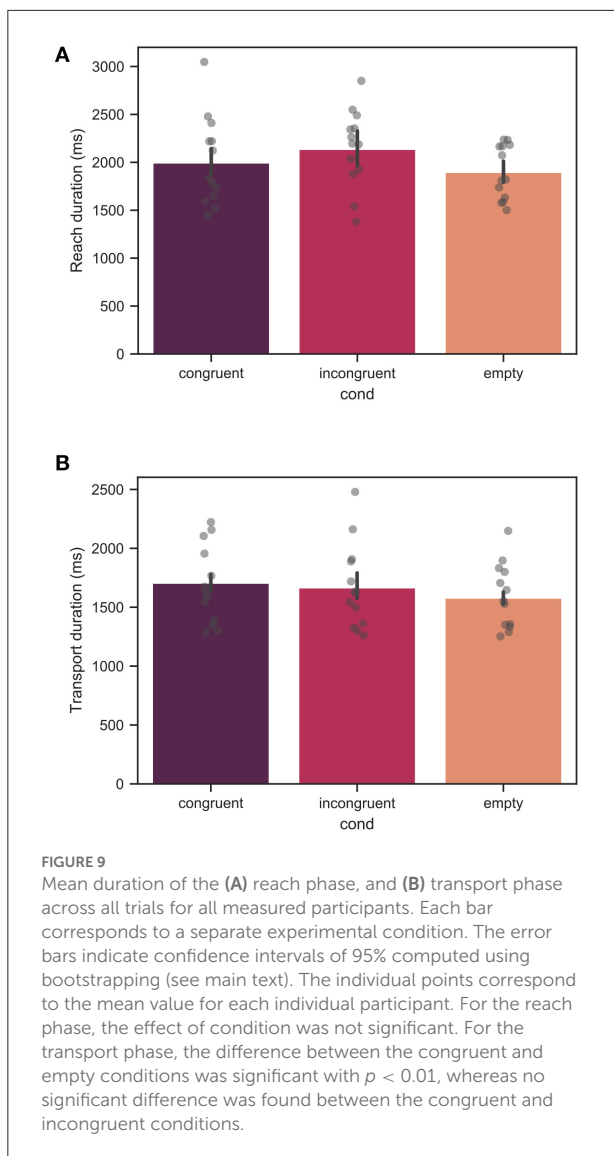 A
3000
2500
2000
1500
1000
500
0
Reach duration (ms)
congruent incongruent empty
cond
B
2500
2000
1500
1000
500
0
Transport duration (ms)
congruent incongruent empty
cond
FIGURE 9
Mean duration of the (A) reach phase, and (B) transport phase
across all trials for all measured participants. Each bar
corresponds to a separate experimental condition. The error
bars indicate confidence intervals of 95% computed using
bootstrapping (see main text). The individual points correspond
to the mean value for each individual participant. For the reach
phase, the effect of condition was not significant. For the
transport phase, the difference between the congruent and
empty conditions was significant with p < 0.01, whereas no
significant difference was found between the congruent and
incongruent conditions.